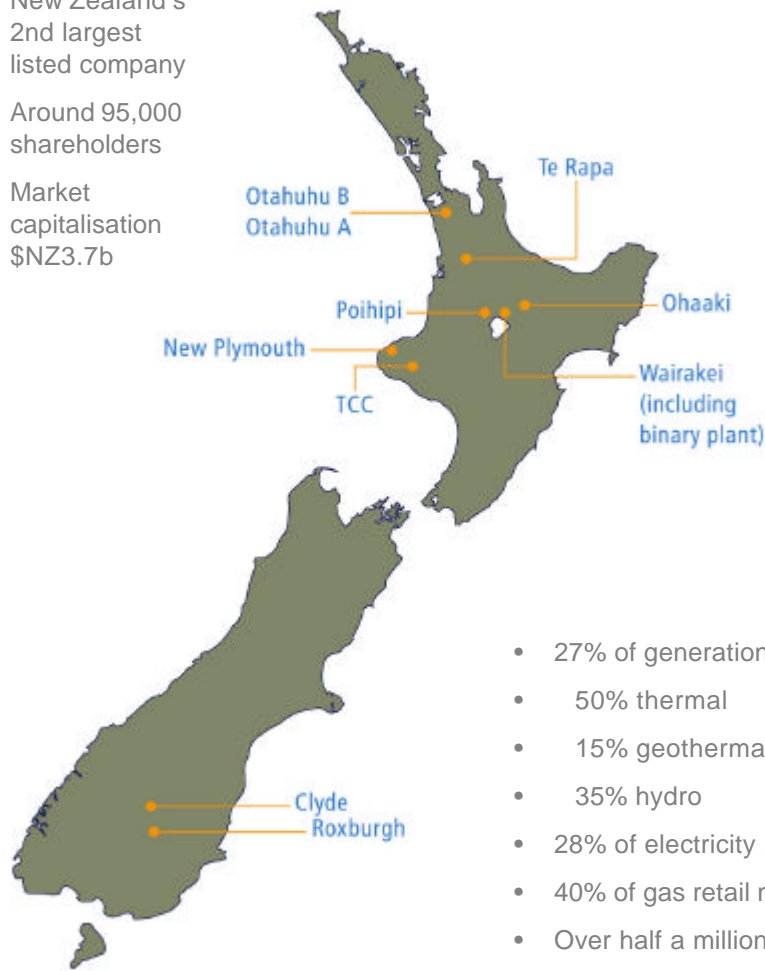 New Zealand's
2nd largest
listed company
Around 95,000
shareholders
Market
capitalisation
$NZ3.7b
Otahuhu B
Otahuhu A
Te Rapa
Poihipi
Ohaaki
New Plymouth
Wairakei
(including
binary plant)
TCC
Clyde
Roxburgh
• 27% of generation
• 50% thermal
• 15% geotherma
• 35% hydro
• 28% of electricity
• 40% of gas retail
• Over half a million